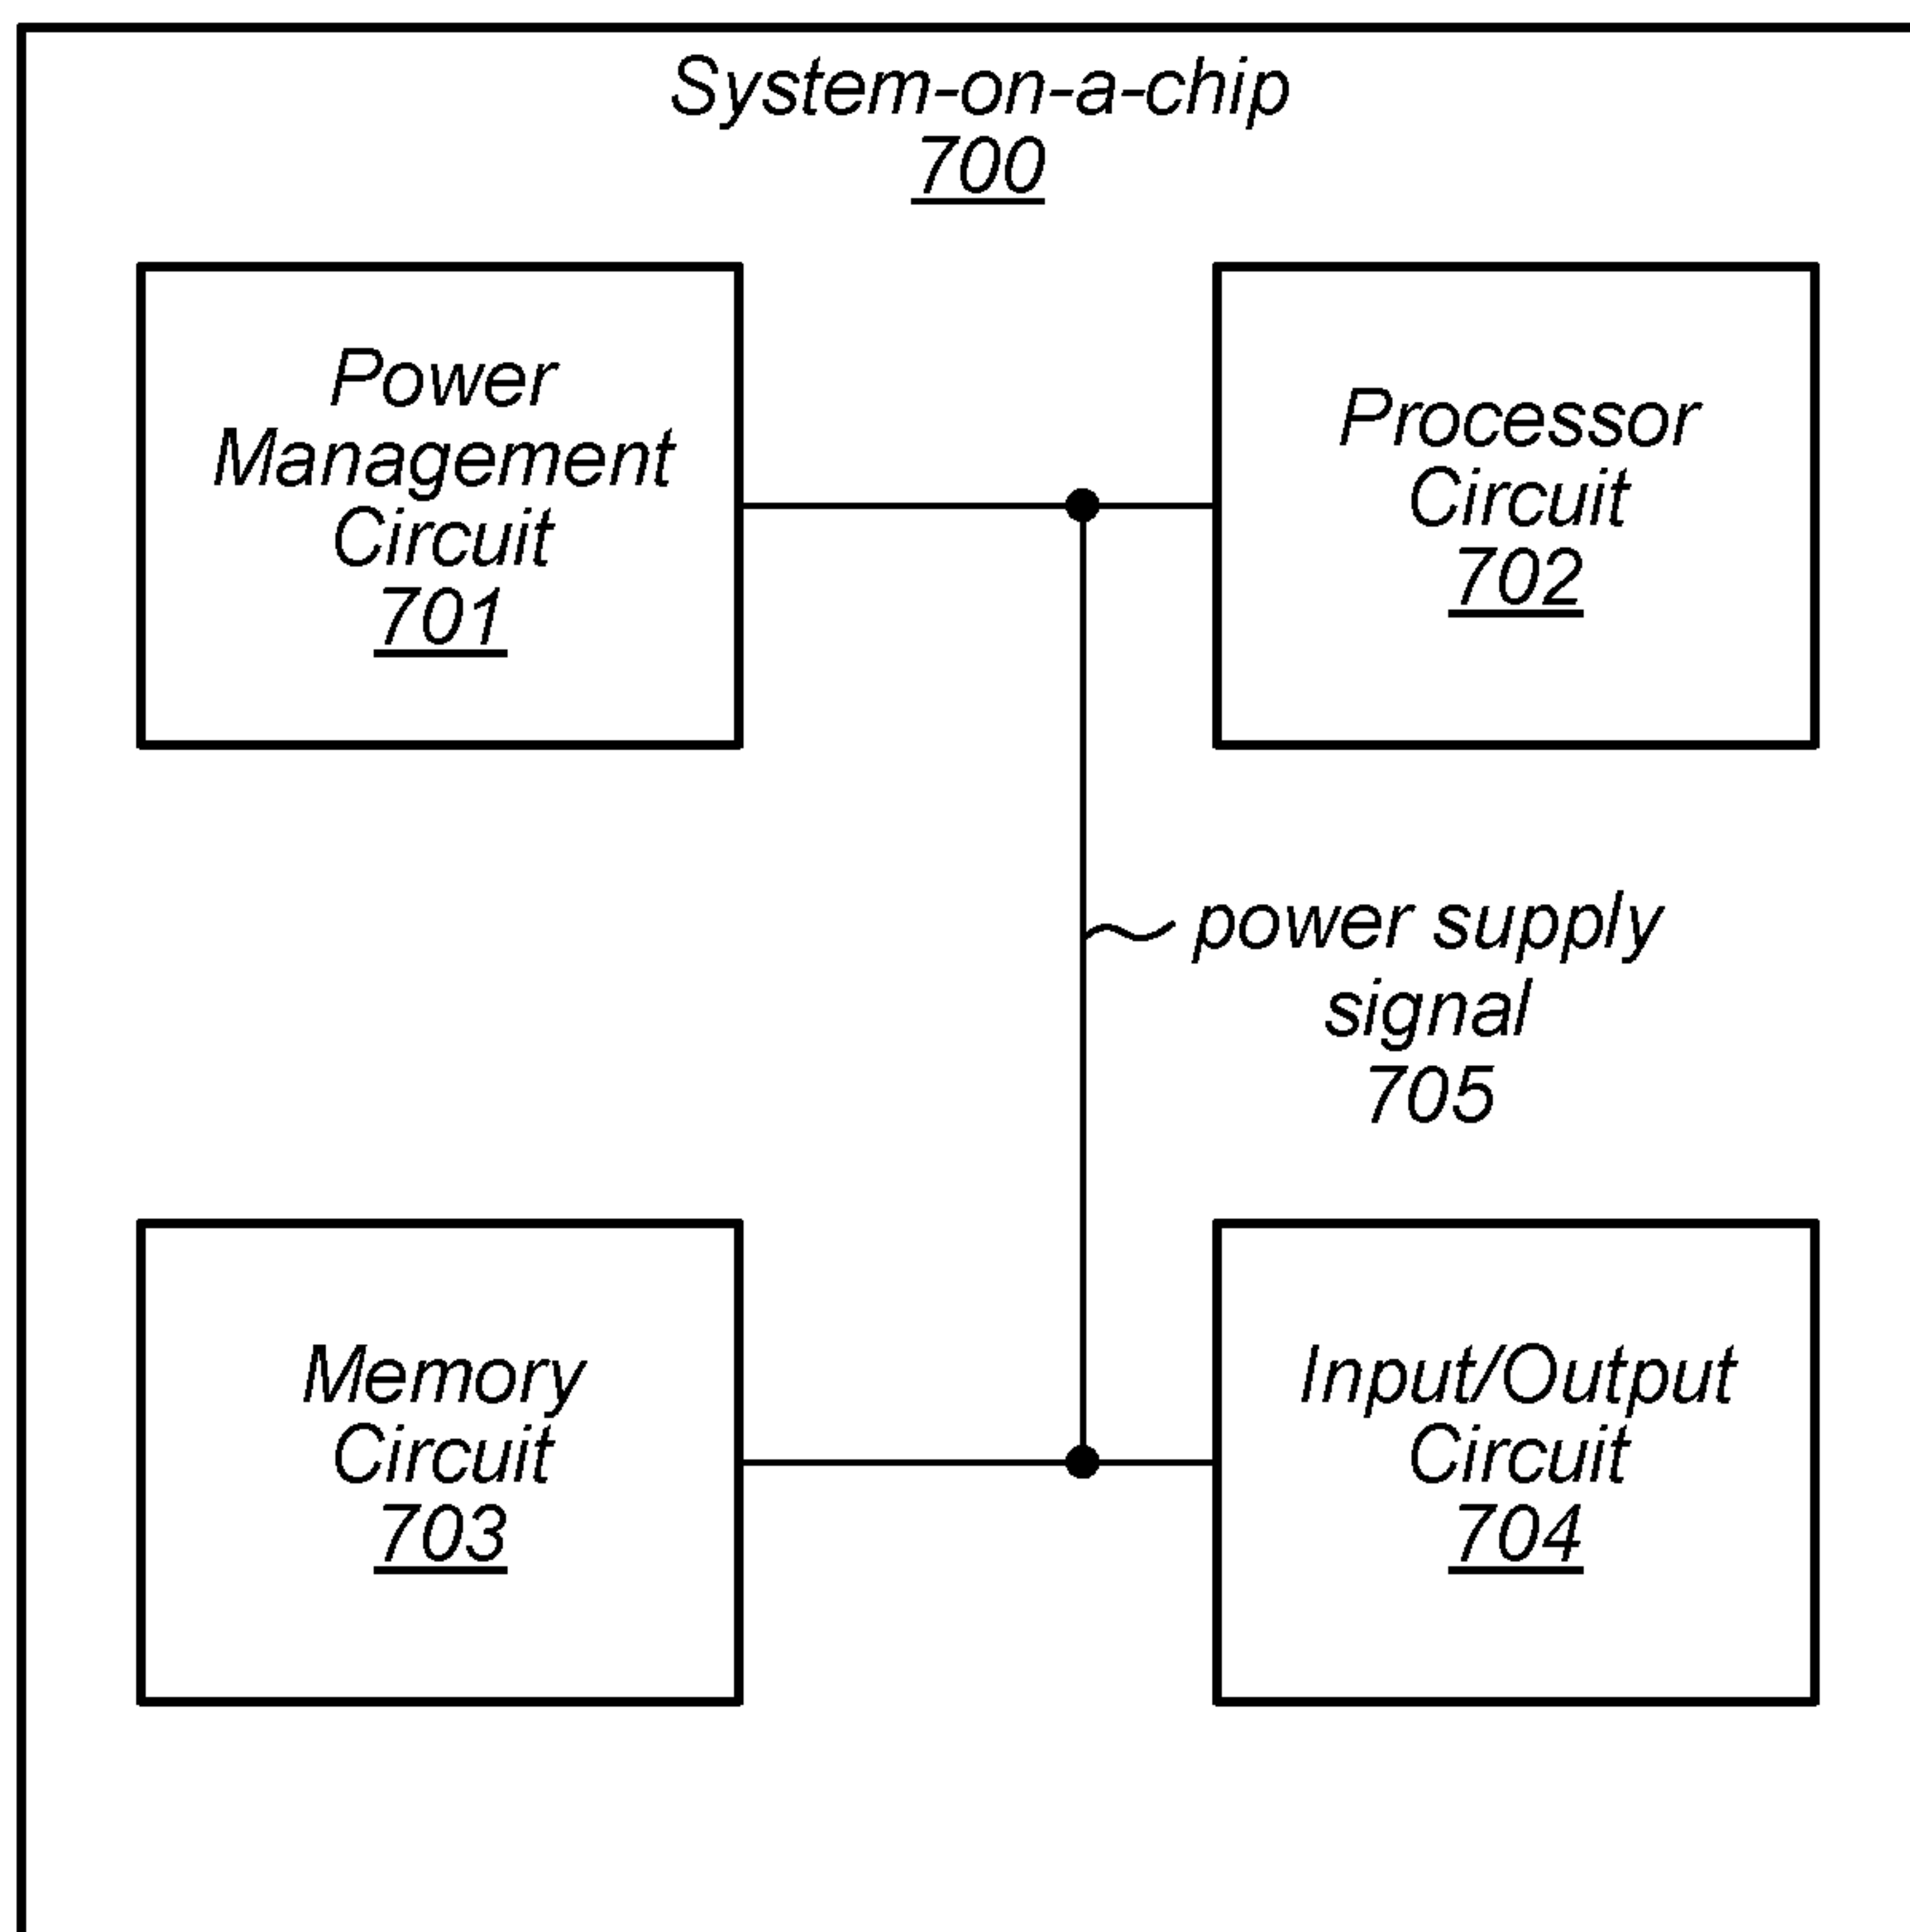 System-on-a-chip
700
Power
Management
Circuit
701
Processor
Circuit
702
power supply
signal
705
Memory
Circuit
703
Input/Output
Circuit
704